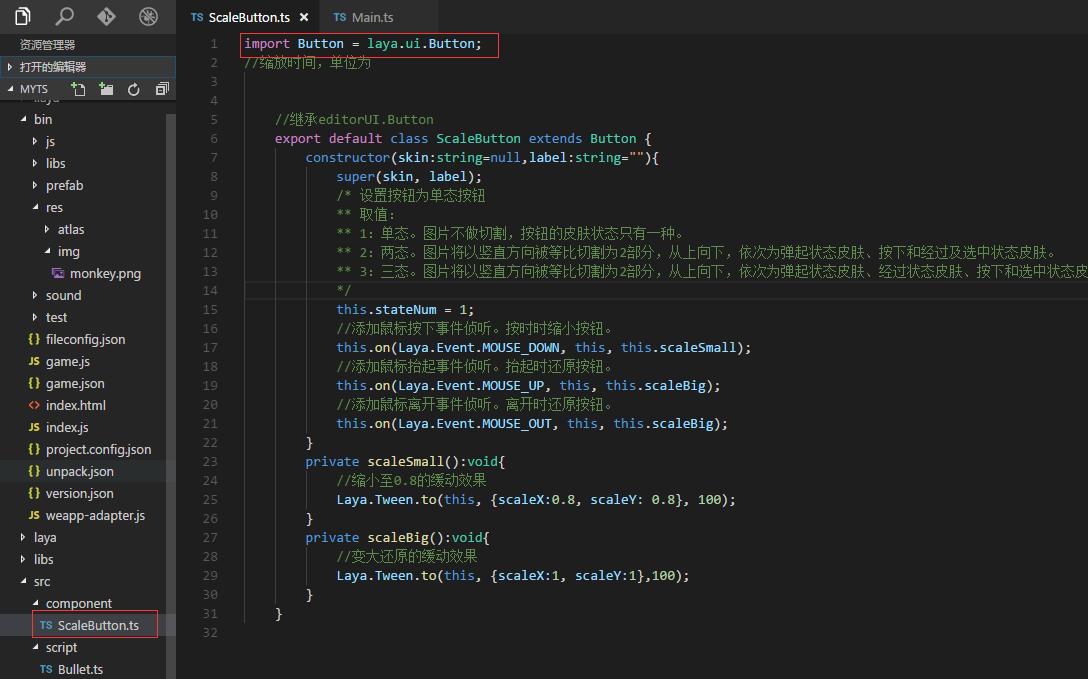 TS ScaleButton.ts ×
TS Main.ts
资源管理器
打开的编辑器
MYTS
bin
js
libs
prefab
res
atlas
img
monkey.png
sound
test
{} fileconfig.json
JS game.js
{} game.json
<> index.html
JS index.js
{} project.config.json
{} unpack.json
{} version.json
JS weapp-adapter.js
laya
libs
src
component
TS ScaleButton.ts
script
TS Bullet.ts
1 import Button = laya.ui.Button;
2 //缩放时间，单位为
3
4
5 //继承editorUI.Button
6 export default class ScaleButton extends Button {
7 constructor(skin:string=null,label:string=""){
8 super(skin, label);
9 /* 设置按钮为单态按钮
10 ** 取值：
11 ** 1：单态。图片不做切割，按钮的皮肤状态只有一种。
12 ** 2：两态。图片将以竖直方向被等比切割为2部分，从上向下，依次为弹起状态皮肤、按下和经过及选中状态皮肤。
13 ** 3：三态。图片将以竖直方向被等比切割为2部分，从上向下，依次为弹起状态皮肤、经过状态皮肤、按下和选中状态皮
14 */
15 this.stateNum = 1;
16 //添加鼠标按下事件侦听。按时时缩小按钮。
17 this.on(Laya.Event.MOUSE_DOWN, this, this.scaleSmall);
18 //添加鼠标抬起事件侦听。抬起时还原按钮。
19 this.on(Laya.Event.MOUSE_UP, this, this.scaleBig);
20 //添加鼠标离开事件侦听。离开时还原按钮。
21 this.on(Laya.Event.MOUSE_OUT, this, this.scaleBig);
22 }
23 private scaleSmall():void{
24 //缩小至0.8的缓动效果
25 Laya.Tween.to(this, {scaleX:0.8, scaleY: 0.8}, 100);
26 }
27 private scaleBig():void{
28 //变大还原的缓动效果
29 Laya.Tween.to(this, {scaleX:1, scaleY:1},100);
30 }
31 }
32